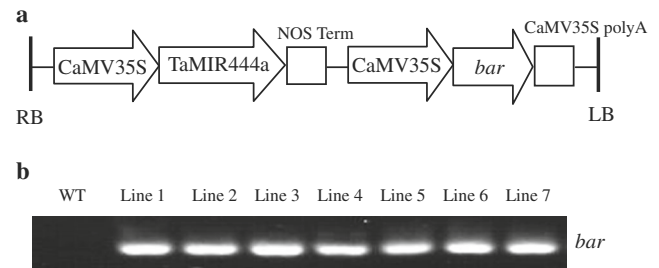 a
NOS Term
CaMV35S polyA
CaMV35S
TaMIR444a
CaMV35S
bar
RB
LB
b
WT Line 1 Line 2 Line 3 Line 4 Line 5 Line 6 Line 7
bar